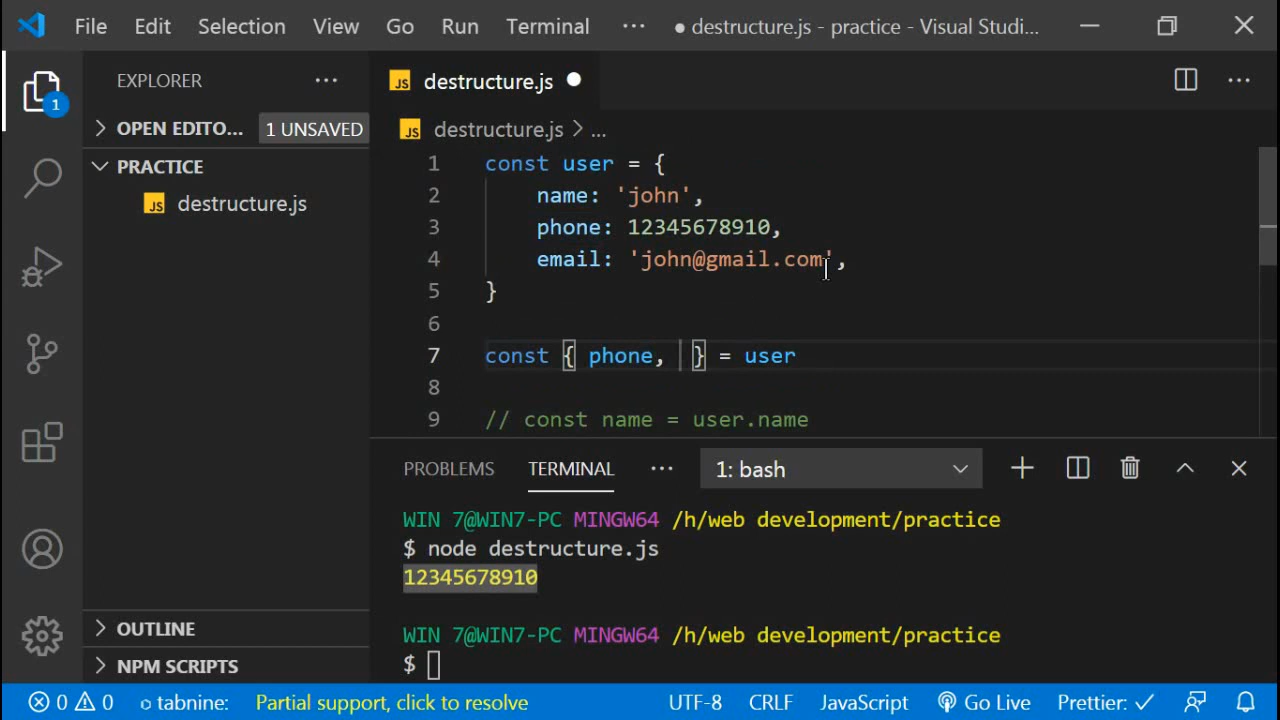 File Edit Selection View Go Run Terminal ··· ● destructure.js - practice - Visual Studi...
EXPLORER ···
1
OPEN EDITO... 1 UNSAVED
PRACTICE
JS destructure.js
OUTLINE
NPM SCRIPTS
JS destructure.js ●
JS destructure.js > ...
1 const user = {
2 name: 'john',
3 phone: 12345678910,
4 email: 'john@gmail.com',
5 }
6
7 const { phone, } = user
8
9 // const name = user.name
PROBLEMS TERMINAL ··· 1: bash
WIN 7@WIN7-PC MINGW64 /h/web development/practice
$ node destructure.js
12345678910
WIN 7@WIN7-PC MINGW64 /h/web development/practice
$
0 0 tabnine: Partial support, click to resolve UTF-8 CRLF JavaScript Go Live Prettier: ✓